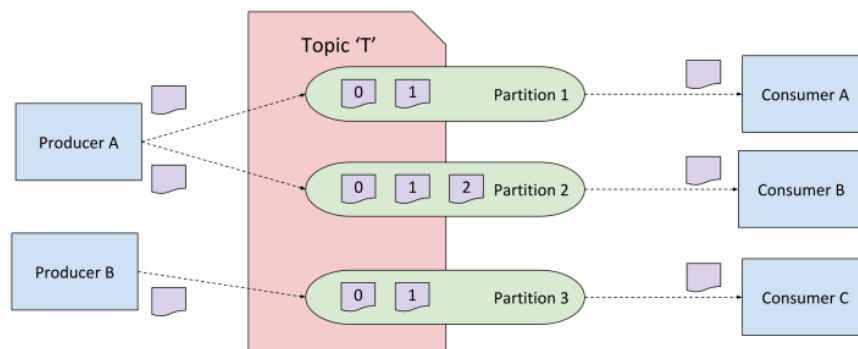 Topic ‘T’
Producer A
0 1 Partition 1
Consumer A
0 1 2 Partition 2
Consumer B
Producer B
0 1 Partition 3
Consumer C